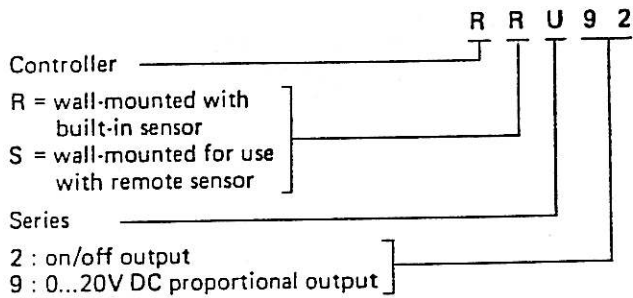 R R U 9 2
Controller
R = wall-mounted with
built-in sensor
S = wall-mounted for use
with remote sensor
Series
2 : on/off output
9 : 0...20V DC proportional output